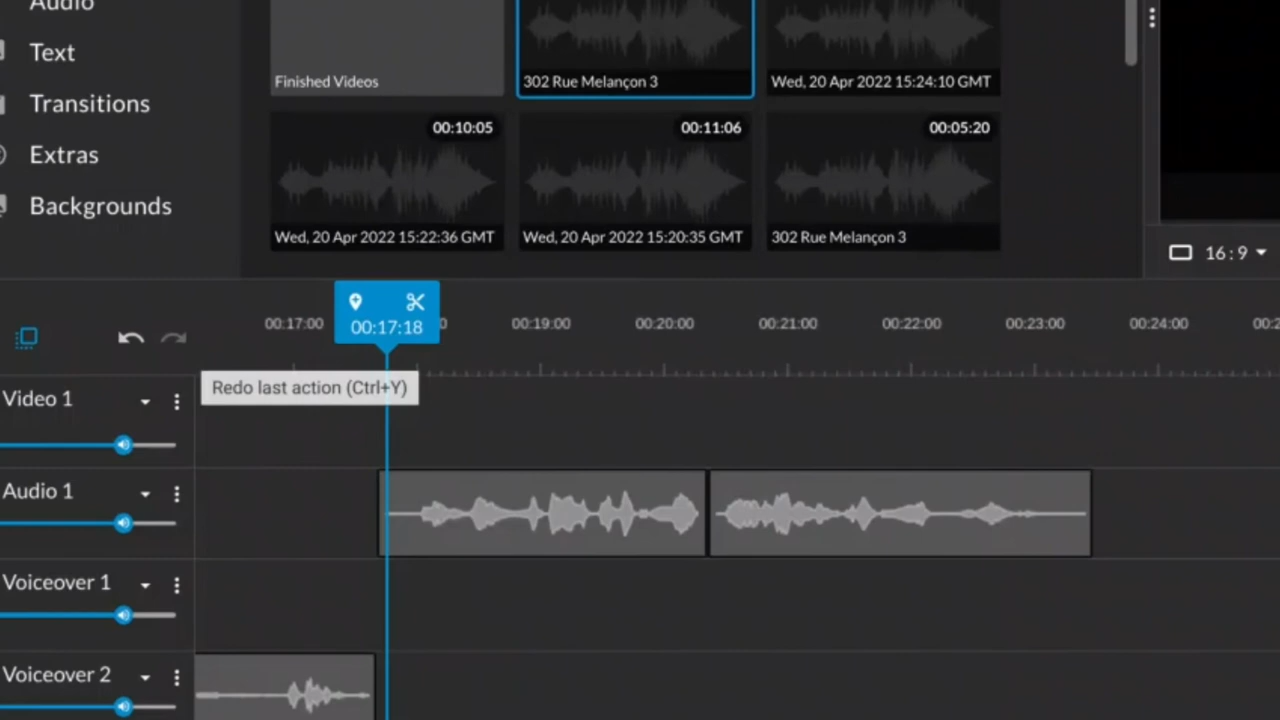 Audio
Text
Transitions
Extras
Backgrounds
Finished Videos
302 Rue Melançon 3
Wed, 20 Apr 2022 15:24:10 GMT
00:10:05
00:11:06
00:05:20
Wed, 20 Apr 2022 15:22:36 GMT
Wed, 20 Apr 2022 15:20:35 GMT
302 Rue Melançon 3
16:9
00:17:00
00:17:18
00:19:00
00:20:00
00:21:00
00:22:00
00:23:00
00:24:00
Redo last action (Ctrl+Y)
Video 1
Audio 1
Voiceover 1
Voiceover 2